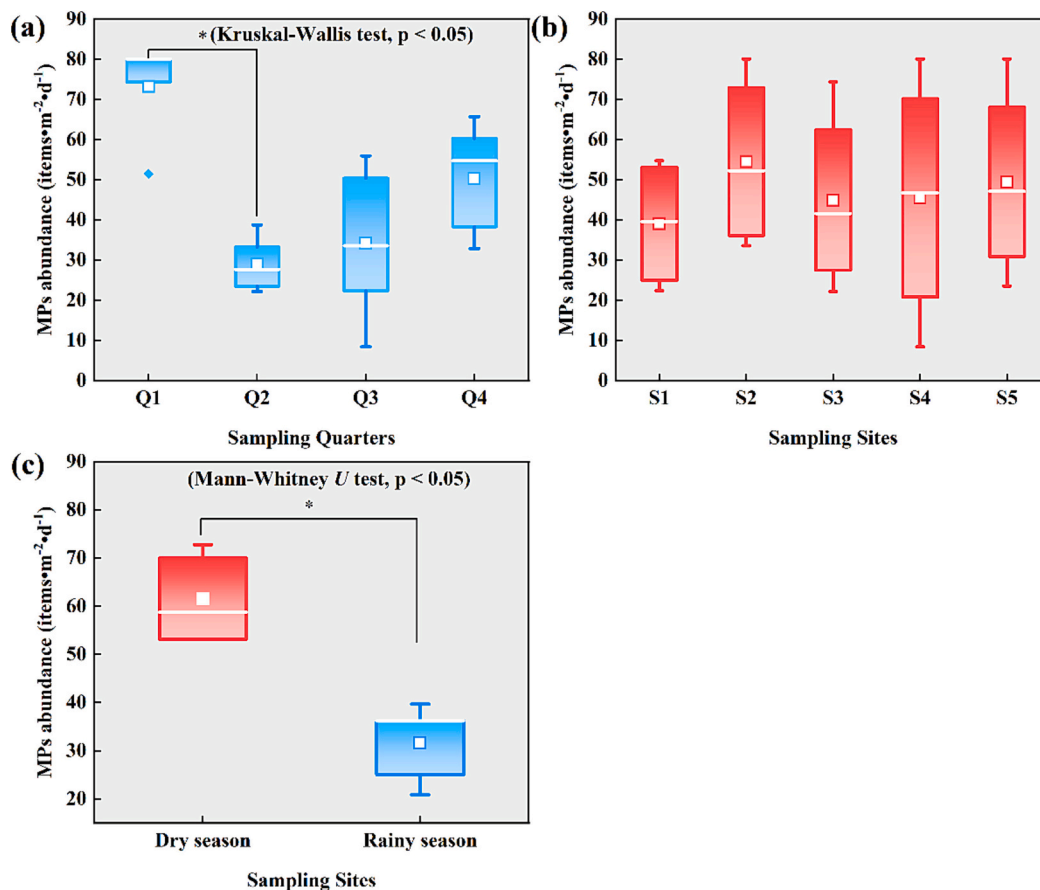 (a)
* (Kruskal-Wallis test, p < 0.05)
MPs abundance (items•m-2•d-1)
90
80
70
60
50
40
30
20
10
0
Q1 Q2 Q3 Q4
Sampling Quarters
(b)
MPs abundance (items•m-2•d-1)
90
80
70
60
50
40
30
20
10
0
S1 S2 S3 S4 S5
Sampling Sites
(c)
(Mann-Whitney U test, p < 0.05)
*
MPs abundance (items•m-2•d-1)
90
80
70
60
50
40
30
20
Dry season Rainy season
Sampling Sites